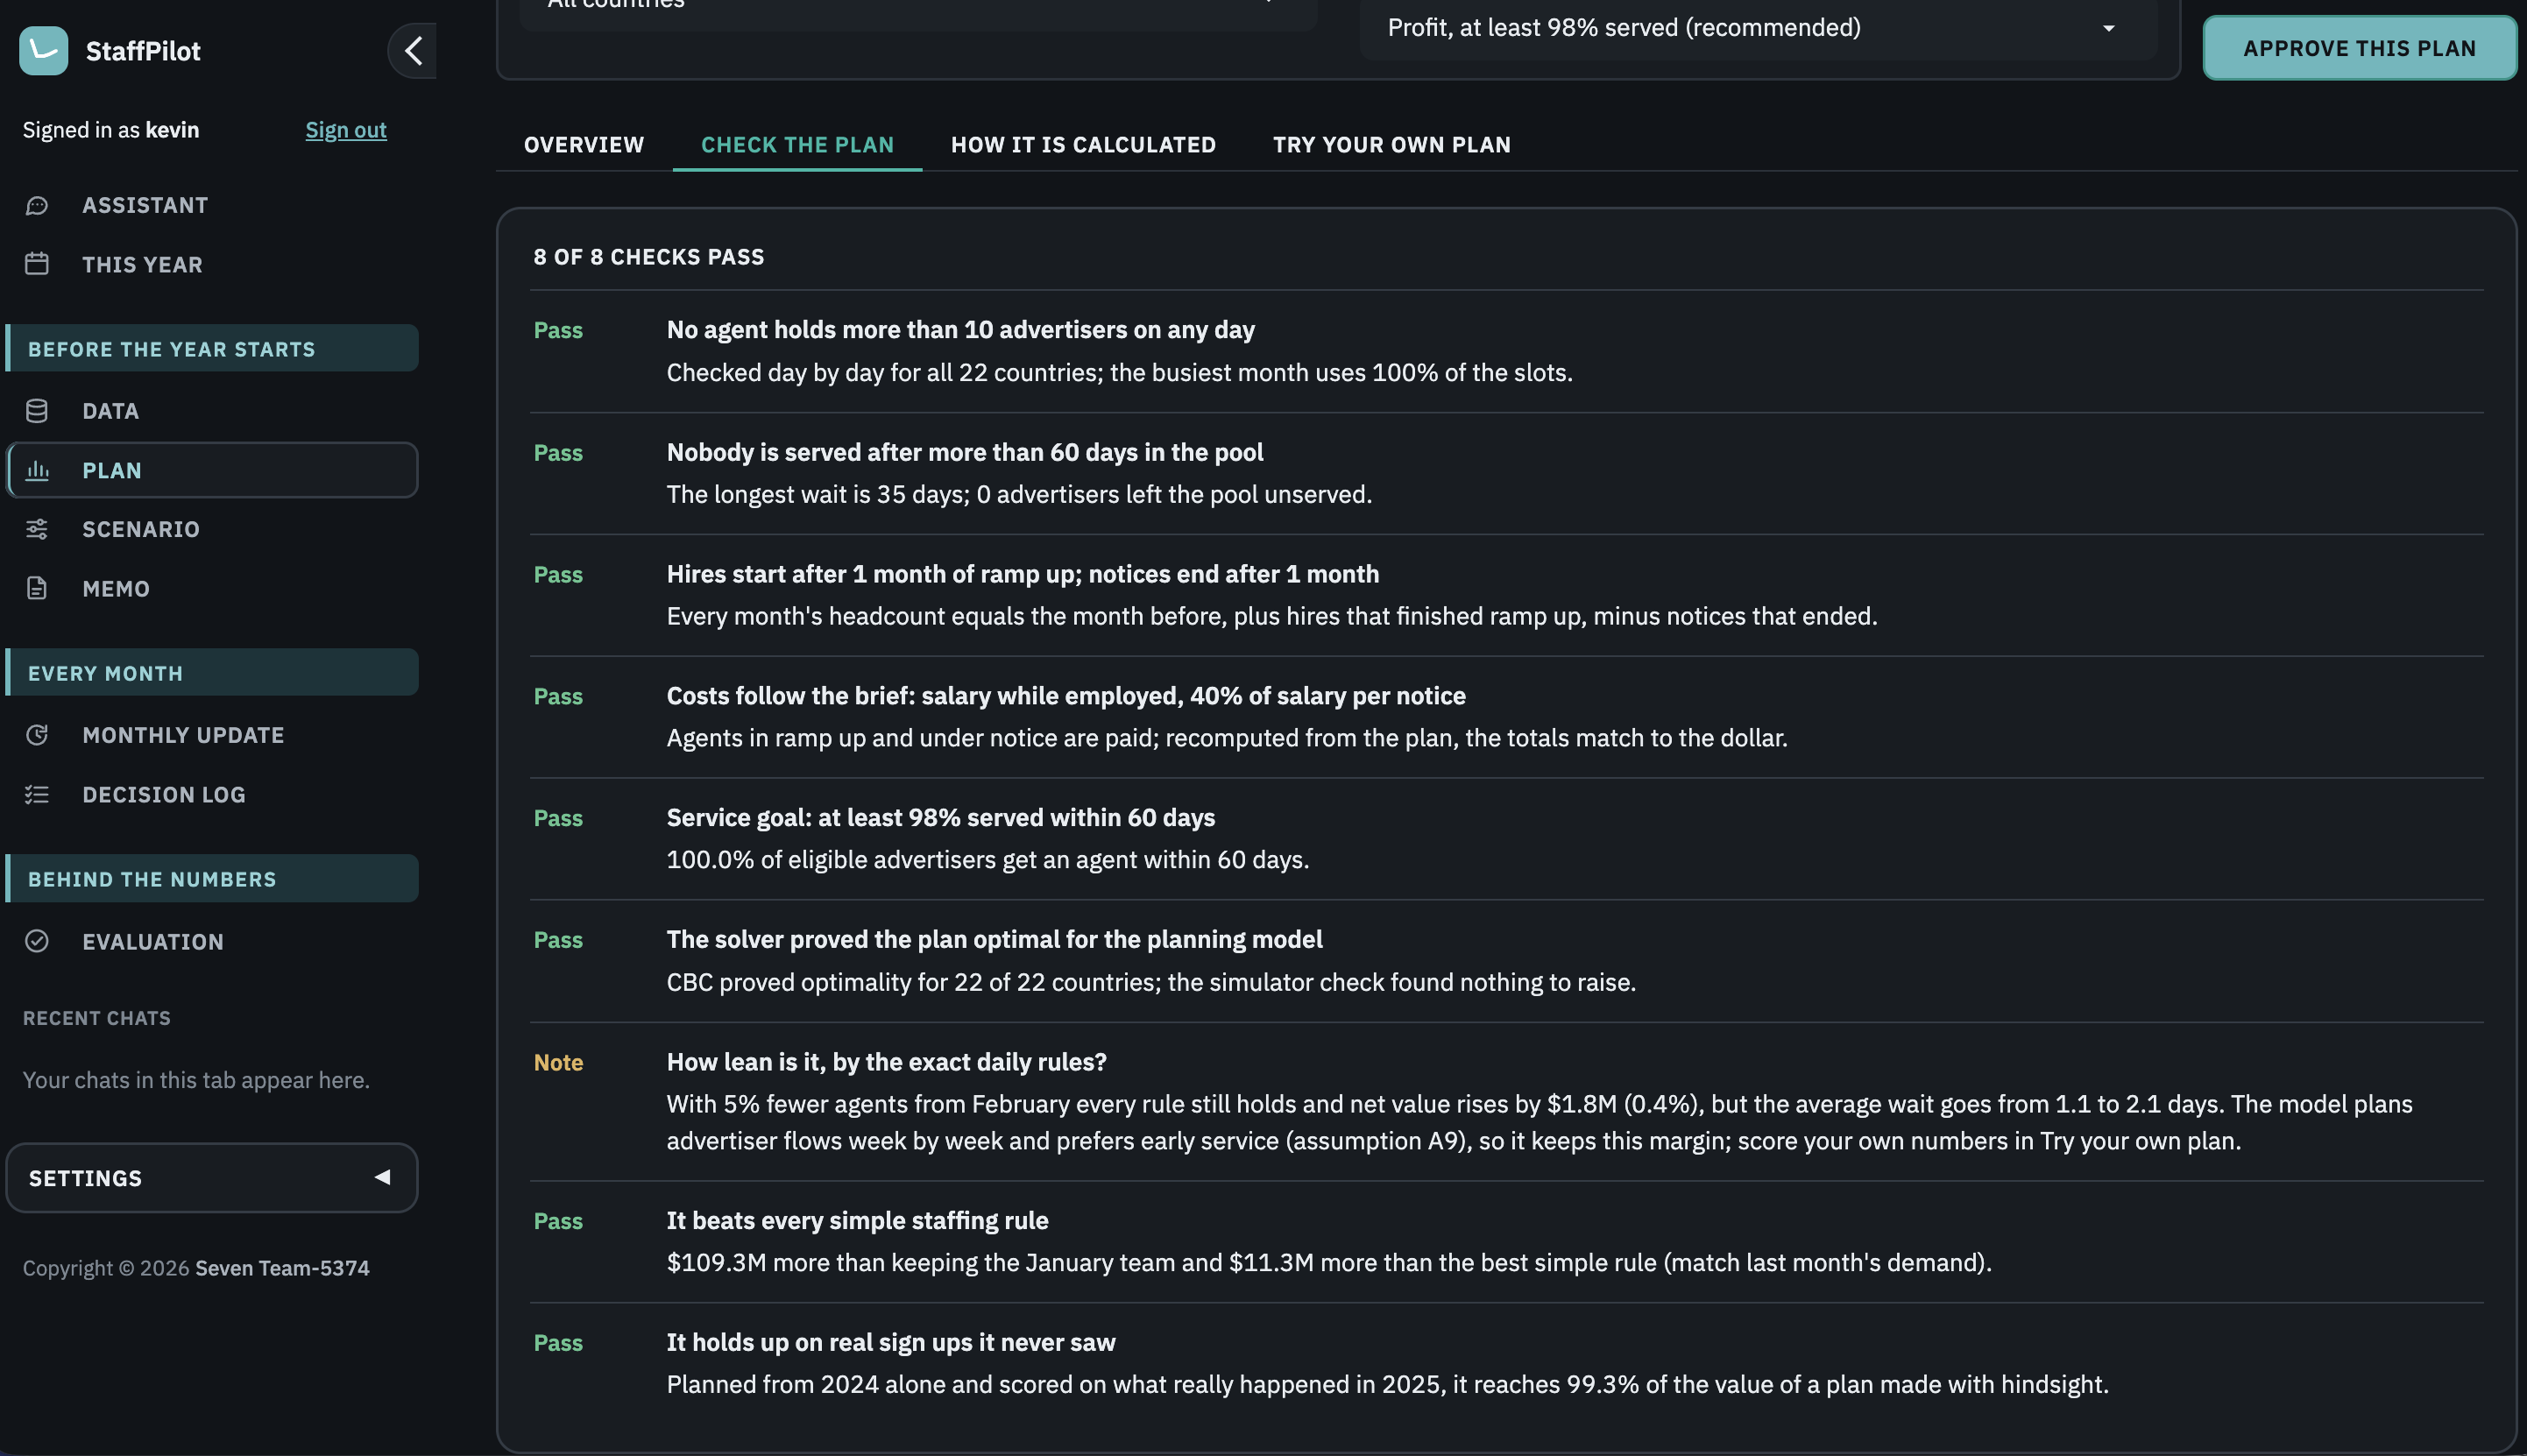 StaffPilot
Signed in as kevin
Sign out
ASSISTANT
THIS YEAR
BEFORE THE YEAR STARTS
DATA
PLAN
SCENARIO
MEMO
EVERY MONTH
MONTHLY UPDATE
DECISION LOG
BEHIND THE NUMBERS
EVALUATION
RECENT CHATS
Your chats in this tab appear here.
SETTINGS
Copyright © 2026 Seven Team-5374
All countries
Profit, at least 98% served (recommended)
APPROVE THIS PLAN
OVERVIEW
CHECK THE PLAN
HOW IT IS CALCULATED
TRY YOUR OWN PLAN
8 OF 8 CHECKS PASS
Pass
No agent holds more than 10 advertisers on any day
Checked day by day for all 22 countries; the busiest month uses 100% of the slots.
Pass
Nobody is served after more than 60 days in the pool
The longest wait is 35 days; 0 advertisers left the pool unserved.
Pass
Hires start after 1 month of ramp up; notices end after 1 month
Every month's headcount equals the month before, plus hires that finished ramp up, minus notices that ended.
Pass
Costs follow the brief: salary while employed, 40% of salary per notice
Agents in ramp up and under notice are paid; recomputed from the plan, the totals match to the dollar.
Pass
Service goal: at least 98% served within 60 days
100.0% of eligible advertisers get an agent within 60 days.
Pass
The solver proved the plan optimal for the planning model
CBC proved optimality for 22 of 22 countries; the simulator check found nothing to raise.
Note
How lean is it, by the exact daily rules?
With 5% fewer agents from February every rule still holds and net value rises by $1.8M (0.4%), but the average wait goes from 1.1 to 2.1 days. The model plans
advertiser flows week by week and prefers early service (assumption A9), so it keeps this margin; score your own numbers in Try your own plan.
Pass
It beats every simple staffing rule
$109.3M more than keeping the January team and $11.3M more than the best simple rule (match last month's demand).
Pass
It holds up on real sign ups it never saw
Planned from 2024 alone and scored on what really happened in 2025, it reaches 99.3% of the value of a plan made with hindsight.